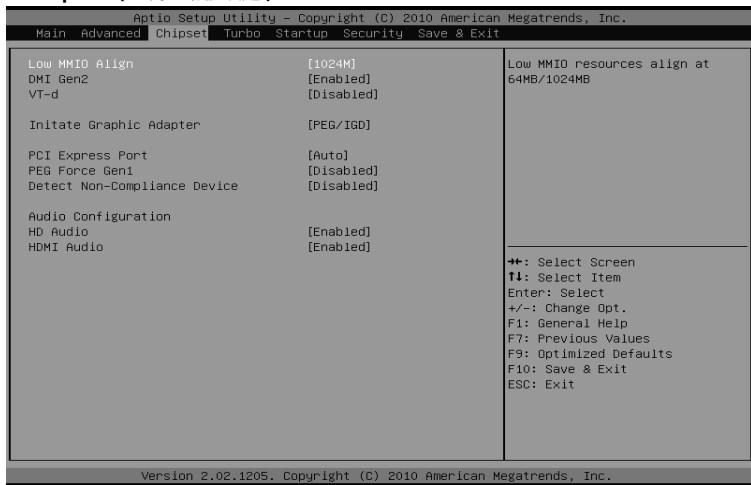 Aptio Setup Utility – Copyright (C) 2010 American Megatrends, Inc.
Main Advanced Chipset Turbo Startup Security Save & Exit
Low MMIO Align [1024M]
DMI Gen2 [Enabled]
VT-d [Disabled]
Initate Graphic Adapter [PEG/IGD]
PCI Express Port [Auto]
PEG Force Gen1 [Disabled]
Detect Non-Compliance Device [Disabled]
Audio Configuration
HD Audio [Enabled]
HDMI Audio [Enabled]
Low MMIO resources align at
64MB/1024MB
→←: Select Screen
↑↓: Select Item
Enter: Select
+/-: Change Opt.
F1: General Help
F7: Previous Values
F9: Optimized Defaults
F10: Save & Exit
ESC: Exit
Version 2.02.1205. Copyright (C) 2010 American Megatrends, Inc.